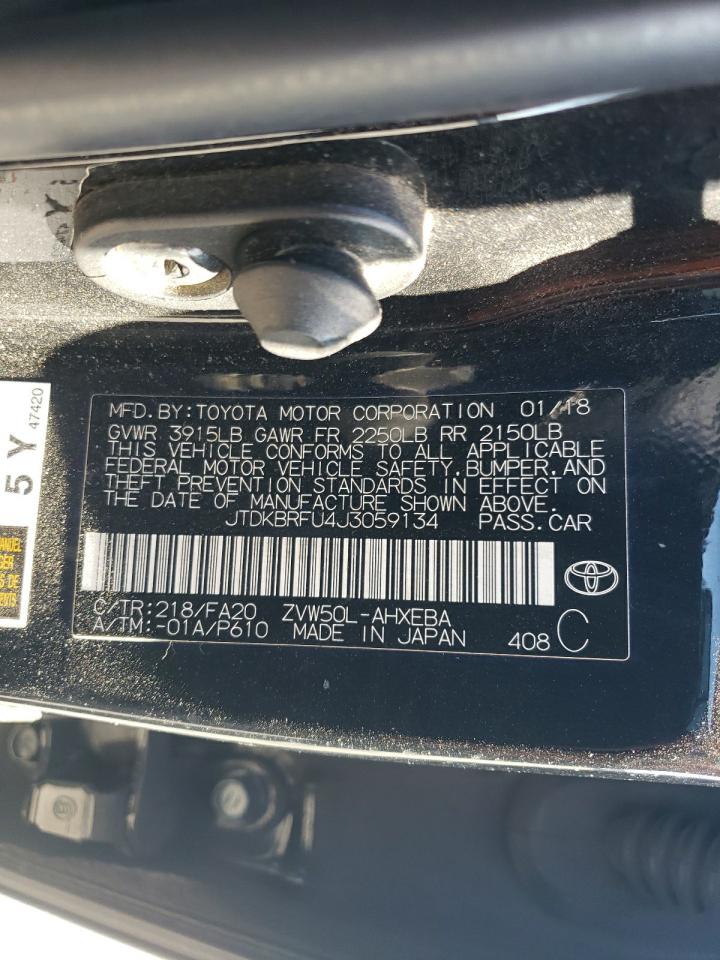 MFD. BY: TOYOTA MOTOR CORPORATION 01/18
GVWR 3915LB GAWR FR 2250LB RR 2150LB
THIS VEHICLE CONFORMS TO ALL APPLICABLE
FEDERAL MOTOR VEHICLE SAFETY, BUMPER, AND
THEFT PREVENTION STANDARDS IN EFFECT ON
THE DATE OF MANUFACTURE SHOWN ABOVE.
JTDKBRFU4J3059134 PASS. CAR
C/TR: 218/FA20 ZVW50L-AHXEBA
A/TM: -01A/P610 MADE IN JAPAN 408 C
5 Y
47420